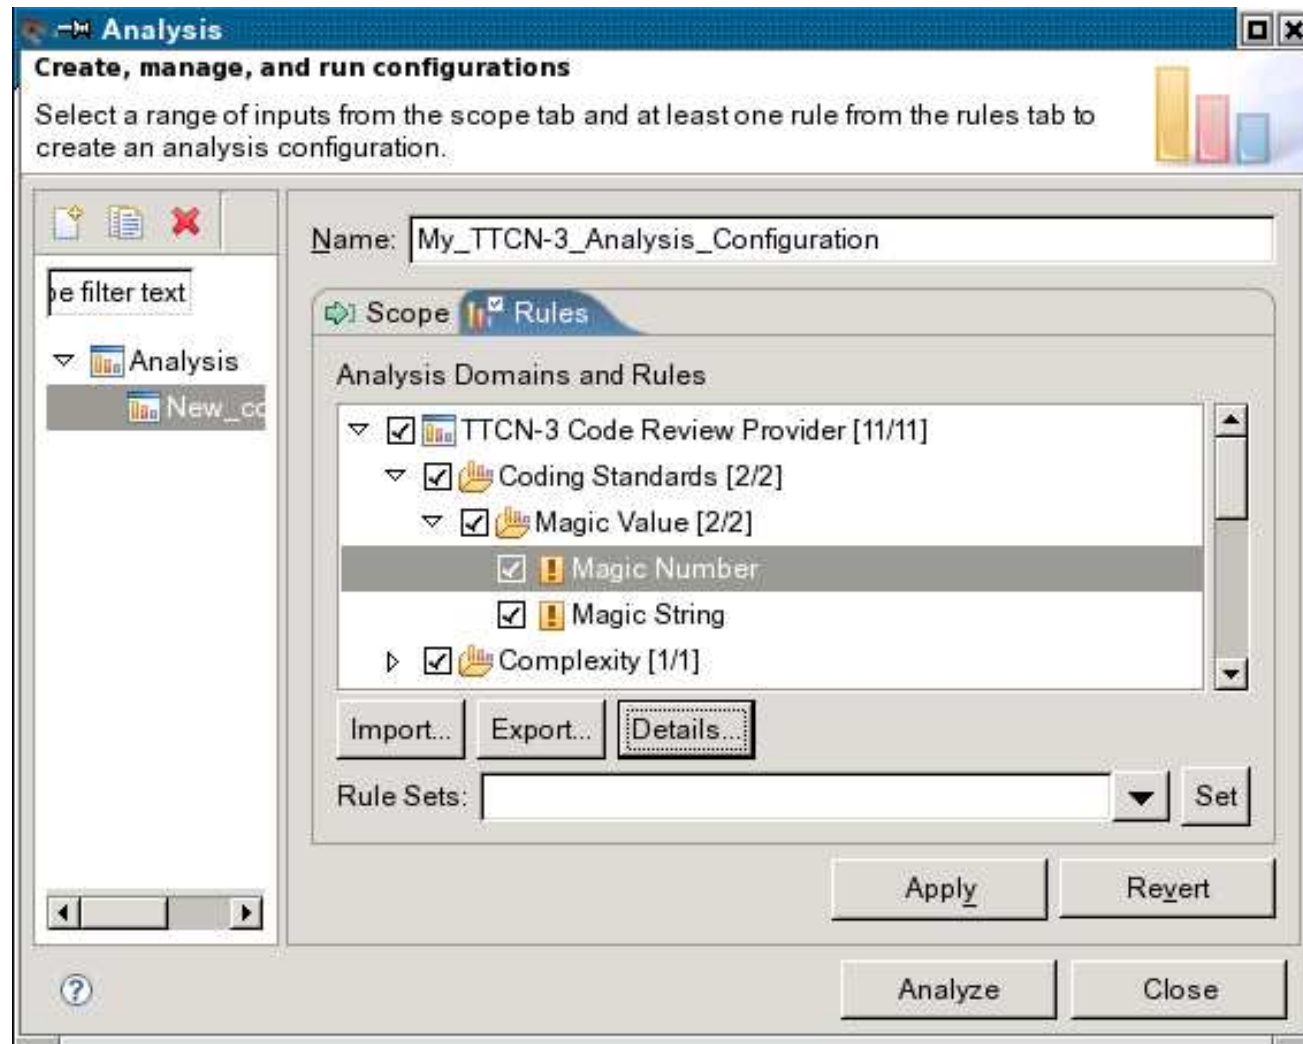 Analysis
Create, manage, and run configurations
Select a range of inputs from the scope tab and at least one rule from the rules tab to
create an analysis configuration.
Name: My_TTCN-3_Analysis_Configuration
e filter text
Scope Rules
Analysis
Analysis Domains and Rules
New_co
TTCN-3 Code Review Provider [11/11]
Coding Standards [2/2]
Magic Value [2/2]
Magic Number
Magic String
Complexity [1/1]
Import... Export... Details...
Rule Sets: Set
Apply Revert
Analyze Close